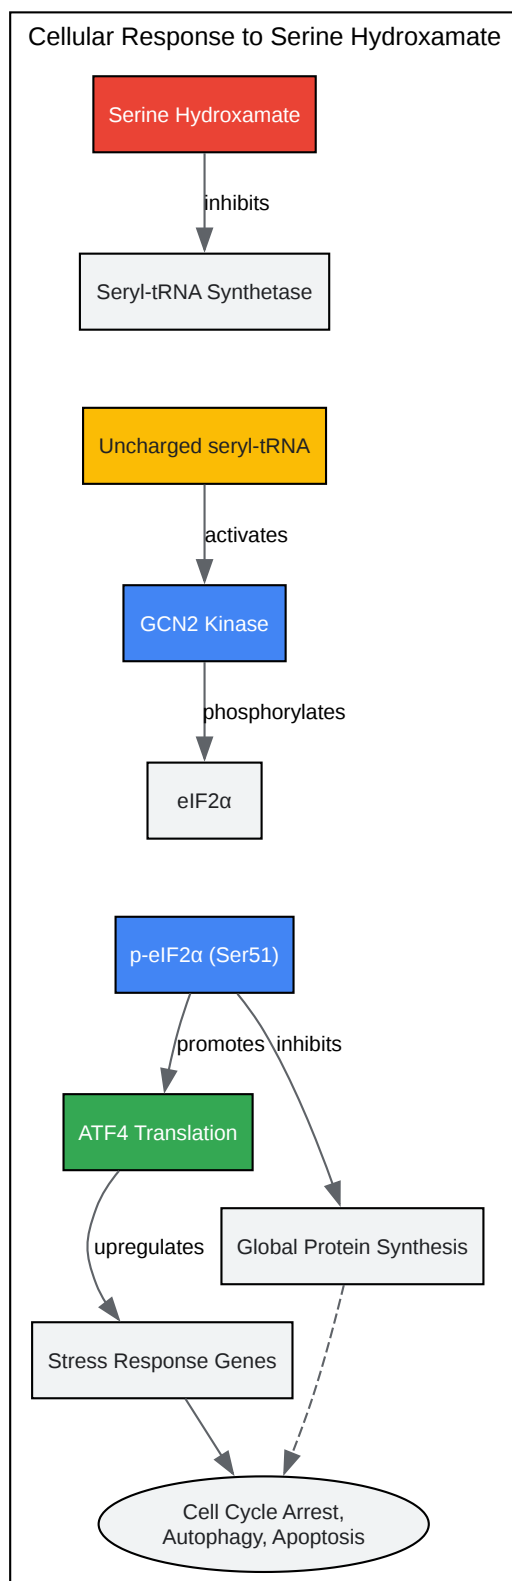 Cellular Response to Serine Hydroxamate
Serine Hydroxamate
inhibits
Seryl-tRNA Synthetase
Uncharged seryl-tRNA
activates
GCN2 Kinase
phosphorylates
eIF2α
p-eIF2α (Ser51)
promotes
inhibits
ATF4 Translation
Global Protein Synthesis
upregulates
Stress Response Genes
Cell Cycle Arrest,
Autophagy, Apoptosis